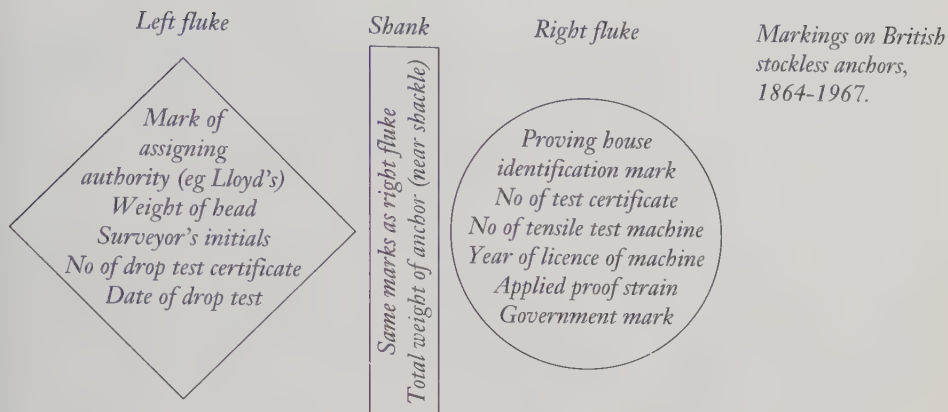 Left fluke
Mark of
assigning
authority (eg Lloyd's)
Weight of head
Surveyor's initials
No of drop test certificate
Date of drop test
Shank
Same marks as right fluke
Total weight of anchor (near shackle)
Right fluke
Proving house
identification mark
No of test certificate
No of tensile test machine
Year of licence of machine
Applied proof strain
Government mark
Markings on British
stockless anchors,
1864-1967.